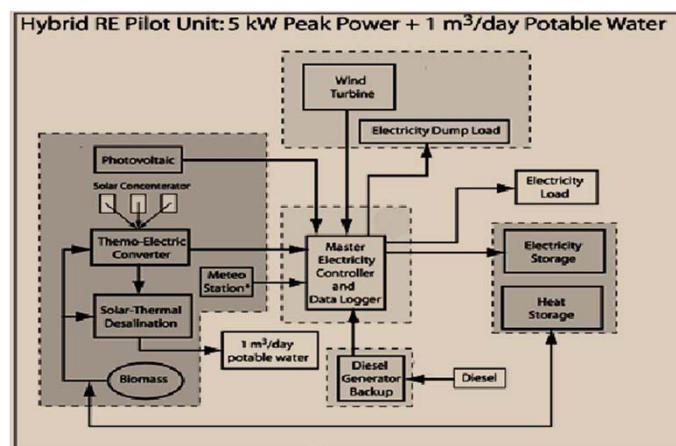 Hybrid RE Pilot Unit: 5 kW Peak Power + 1 m³/day Potable Water
Wind
Turbine
Electricity Dump Load
Photovoltaic
Solar Concenterator
Themo-Electric
Converter
Meteo
Station*
Master
Electricity
Controller
and
Data Logger
Electricity
Load
Electricity
Storage
Heat
Storage
Solar-Thermal
Desalination
1 m³/day
potable water
Biomass
Diesel
Generator
Backup
Diesel